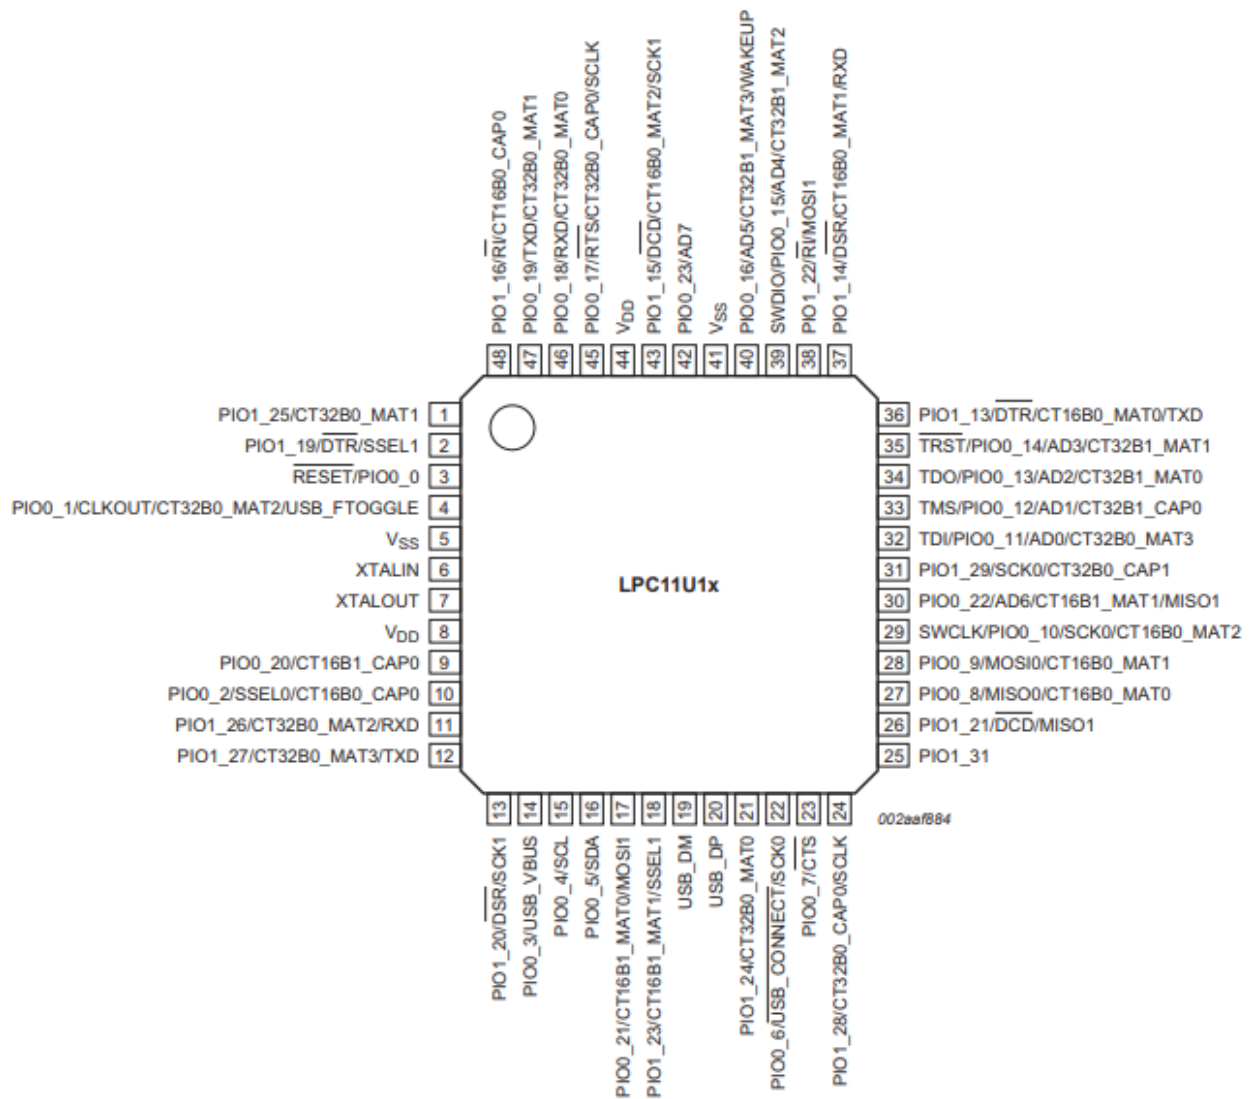 PIO1_16/RI/CT16B0_CAP0
PIO0_19/TXD/CT32B0_MAT1
PIO0_18/RXD/CT32B0_MAT0
PIO0_17/RTS/CT32B0_CAP0/SCLK
VDD
PIO1_15/DCD/CT16B0_MAT2/SCK1
PIO0_23/AD7
VSS
PIO0_16/AD5/CT32B1_MAT3/WAKEUP
SWDIO/PIO0_15/AD4/CT32B1_MAT2
PIO1_22/RI/MOSI1
PIO1_14/DSR/CT16B0_MAT1/RXD
48 47 46 45 44 43 42 41 40 39 38 37
PIO1_25/CT32B0_MAT1 1
PIO1_19/DTR/SSEL1 2
RESET/PIO0_0 3
PIO0_1/CLKOUT/CT32B0_MAT2/USB_FTOGGLE 4
VSS 5
XTALIN 6
XTALOUT 7
VDD 8
PIO0_20/CT16B1_CAP0 9
PIO0_2/SSEL0/CT16B0_CAP0 10
PIO1_26/CT32B0_MAT2/RXD 11
PIO1_27/CT32B0_MAT3/TXD 12
LPC11U1x
36 PIO1_13/DTR/CT16B0_MAT0/TXD
35 TRST/PIO0_14/AD3/CT32B1_MAT1
34 TDO/PIO0_13/AD2/CT32B1_MAT0
33 TMS/PIO0_12/AD1/CT32B1_CAP0
32 TDI/PIO0_11/AD0/CT32B0_MAT3
31 PIO1_29/SCK0/CT32B0_CAP1
30 PIO0_22/AD6/CT16B1_MAT1/MISO1
29 SWCLK/PIO0_10/SCK0/CT16B0_MAT2
28 PIO0_9/MOSI0/CT16B0_MAT1
27 PIO0_8/MISO0/CT16B0_MAT0
26 PIO1_21/DCD/MISO1
25 PIO1_31
13 14 15 16 17 18 19 20 21 22 23 24
PIO1_20/DSR/SCK1
PIO0_3/USB_VBUS
PIO0_4/SCL
PIO0_5/SDA
PIO0_21/CT16B1_MAT0/MOSI1
PIO1_23/CT16B1_MAT1/SSEL1
USB_DM
USB_DP
PIO1_24/CT32B0_MAT0
PIO0_6/USB_CONNECT/SCK0
PIO0_7/CTS
PIO1_28/CT32B0_CAP0/SCLK
002aaf884